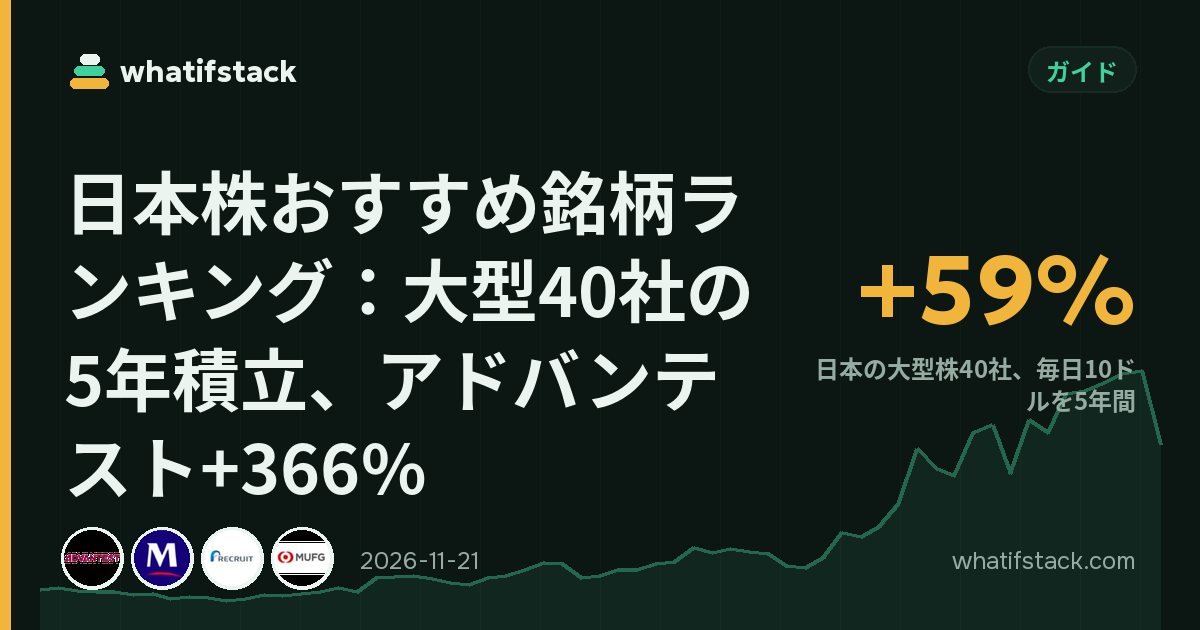 whatifstack
ガイド
日本株おすすめ銘柄ラ
ンキング：大型40社の
5年積立、アドバンテ
スト+366%
+59%
日本の大型株40社、毎日10ド
ルを5年間
ADVANTEST
M
RECRUIT
MUFG
2026-11-21
whatifstack.com